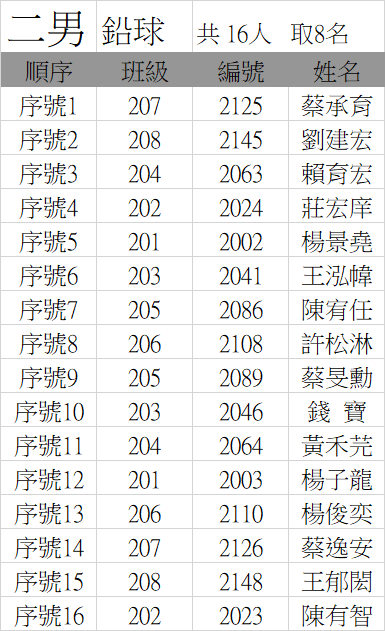 二男 鉛球 共 16人 取8名
順序 班級 編號 姓名
序號1 207 2125 蔡承育
序號2 208 2145 劉建宏
序號3 204 2063 賴育宏
序號4 202 2024 莊宏庠
序號5 201 2002 楊景堯
序號6 203 2041 王泓幃
序號7 205 2086 陳宥任
序號8 206 2108 許松淋
序號9 205 2089 蔡旻勳
序號10 203 2046 錢 寶
序號11 204 2064 黃禾芫
序號12 201 2003 楊子龍
序號13 206 2110 楊俊奕
序號14 207 2126 蔡逸安
序號15 208 2148 王郁閎
序號16 202 2023 陳有智